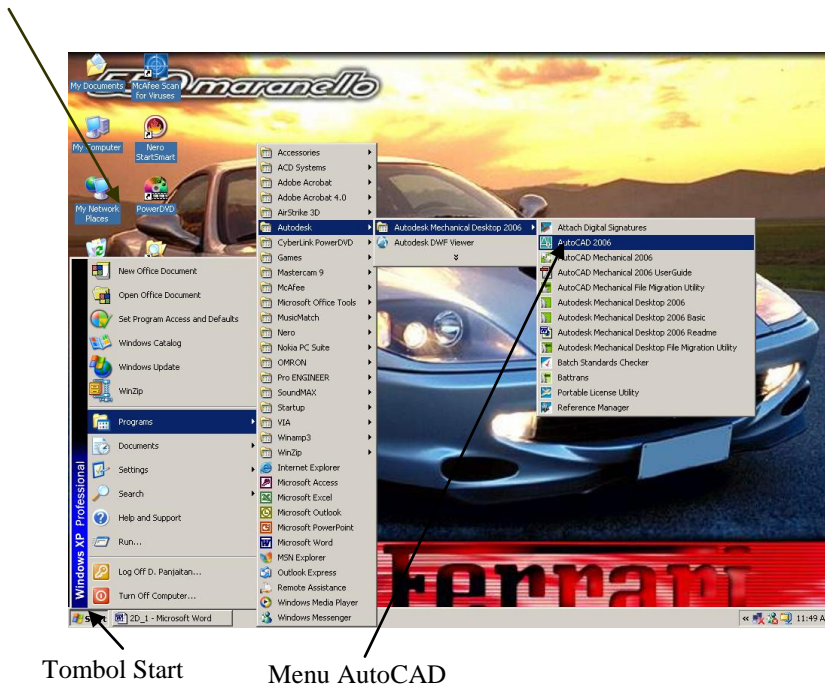 550maranello
My Documents
McAfee Scan
for Viruses
My Computer
Nero
StartSmart
My Network
Places
PowerDVD
New Office Document
Open Office Document
Set Program Access and Defaults
Windows Catalog
Windows Update
WinZip
Programs
Documents
Settings
Search
Help and Support
Run...
Log Off D. Panjaitan...
Turn Off Computer...
Windows XP Professional
Accessories
ACD Systems
Adobe Acrobat
Adobe Acrobat 4.0
AirStrike 3D
Autodesk
CyberLink PowerDVD
Games
Mastercam 9
McAfee
Microsoft Office Tools
MusicMatch
Nero
Nokia PC Suite
OMRON
Pro ENGINEER
SoundMAX
Startup
VIA
Winamp3
WinZip
Internet Explorer
Microsoft Access
Microsoft Excel
Microsoft Outlook
Microsoft PowerPoint
Microsoft Word
MSN Explorer
Outlook Express
Remote Assistance
Windows Media Player
Windows Messenger
Autodesk Mechanical Desktop 2006
Autodesk DWF Viewer
Attach Digital Signatures
AutoCAD 2006
AutoCAD Mechanical 2006
AutoCAD Mechanical 2006 UserGuide
AutoCAD Mechanical File Migration Utility
Autodesk Mechanical Desktop 2006
Autodesk Mechanical Desktop 2006 Basic
Autodesk Mechanical Desktop 2006 Readme
Autodesk Mechanical Desktop File Migration Utility
Batch Standards Checker
Battrans
Portable License Utility
Reference Manager
Ferrari
Start
2D_1 - Microsoft Word
11:49 A
Tombol Start
Menu AutoCAD